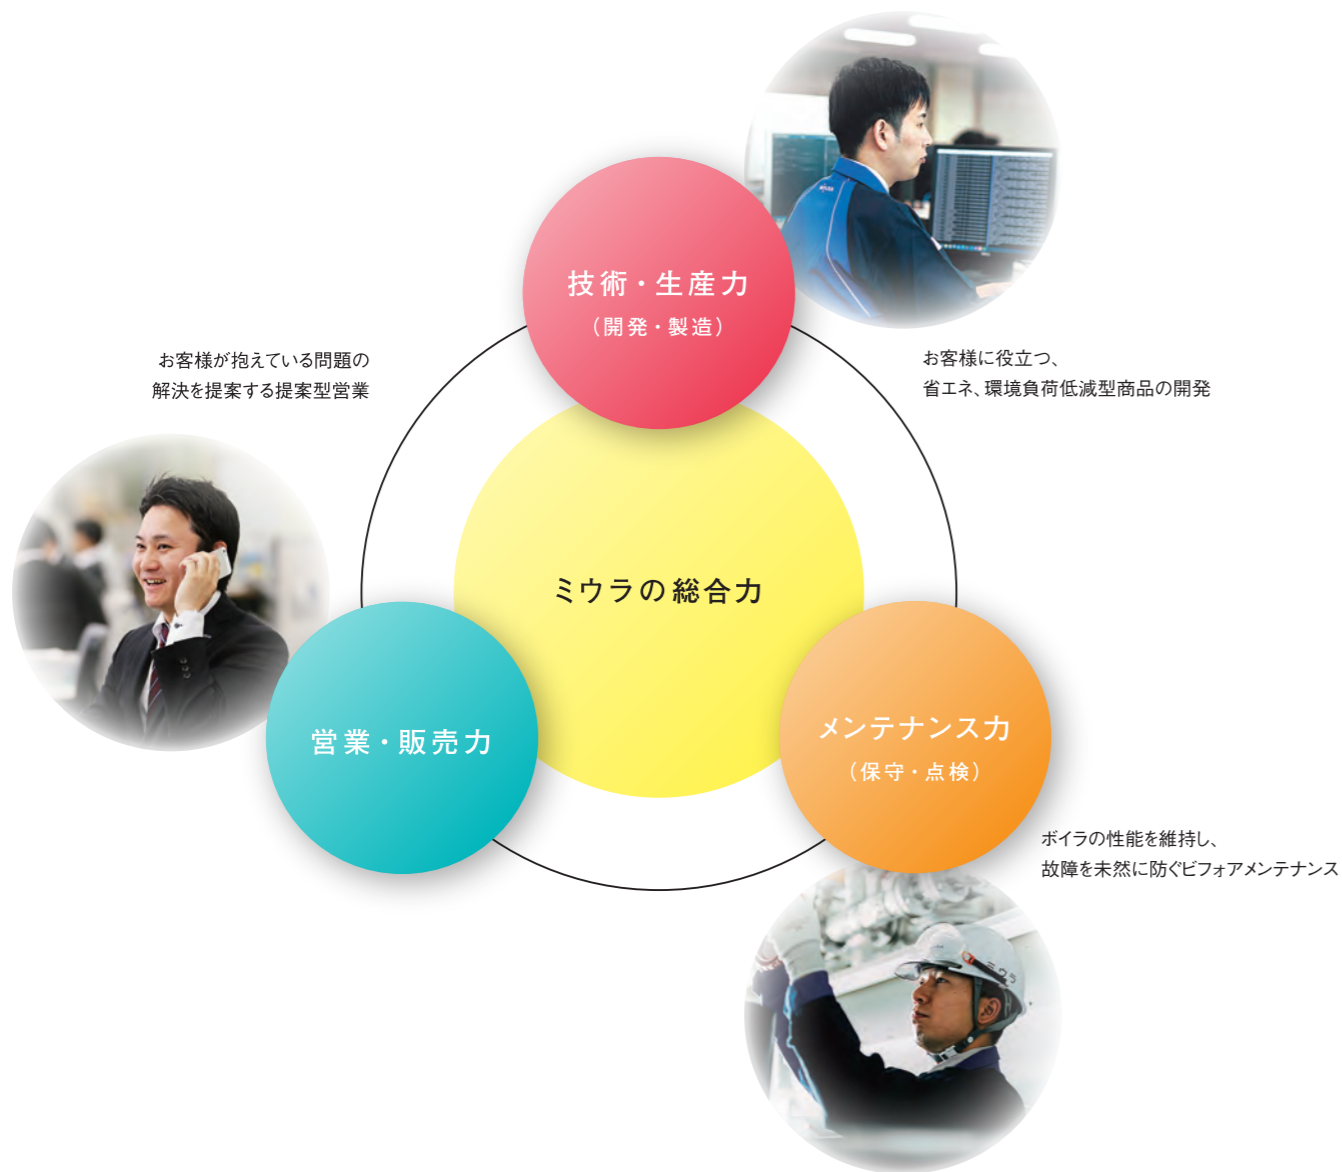 技術・生産力
（開発・製造）
お客様が抱えている問題の
解決を提案する提案型営業
お客様に役立つ、
省エネ、環境負荷低減型商品の開発
ミウラの総合力
営業・販売力
メンテナンス力
（保守・点検）
ボイラの性能を維持し、
故障を未然に防ぐビフォアメンテナンス
ミウラ